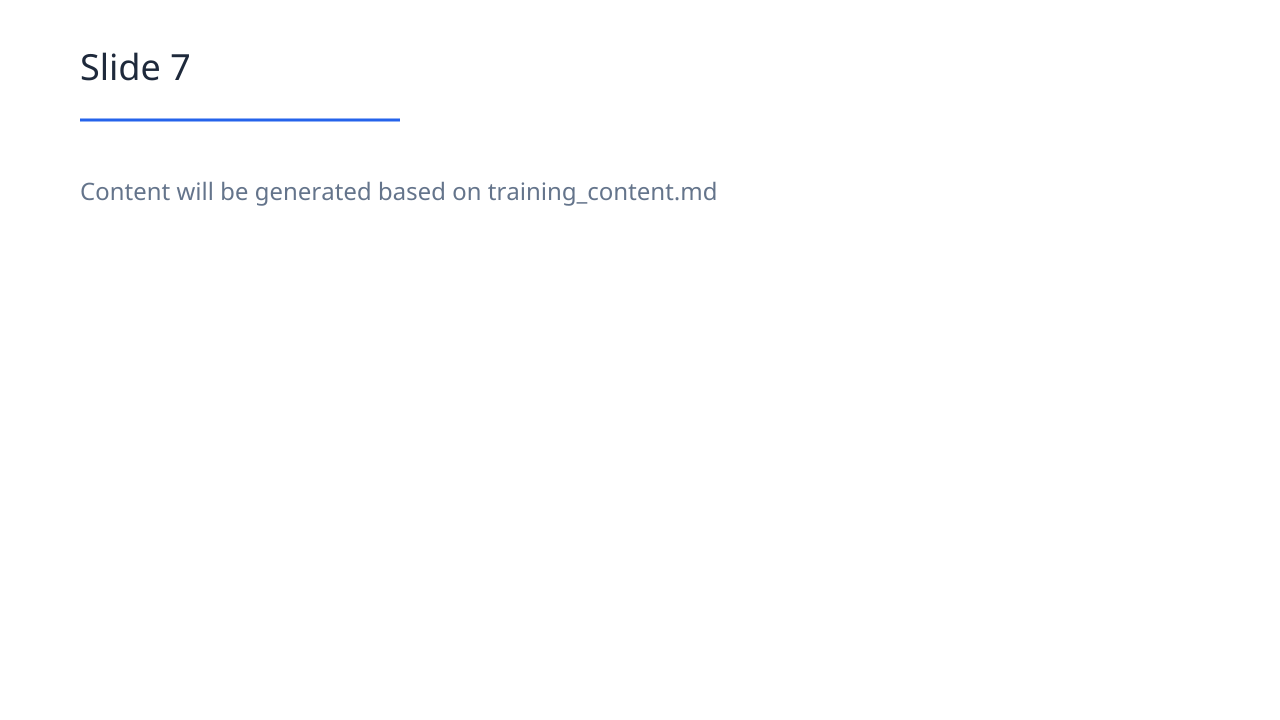 Slide 7
Content will be generated based on training_content.md